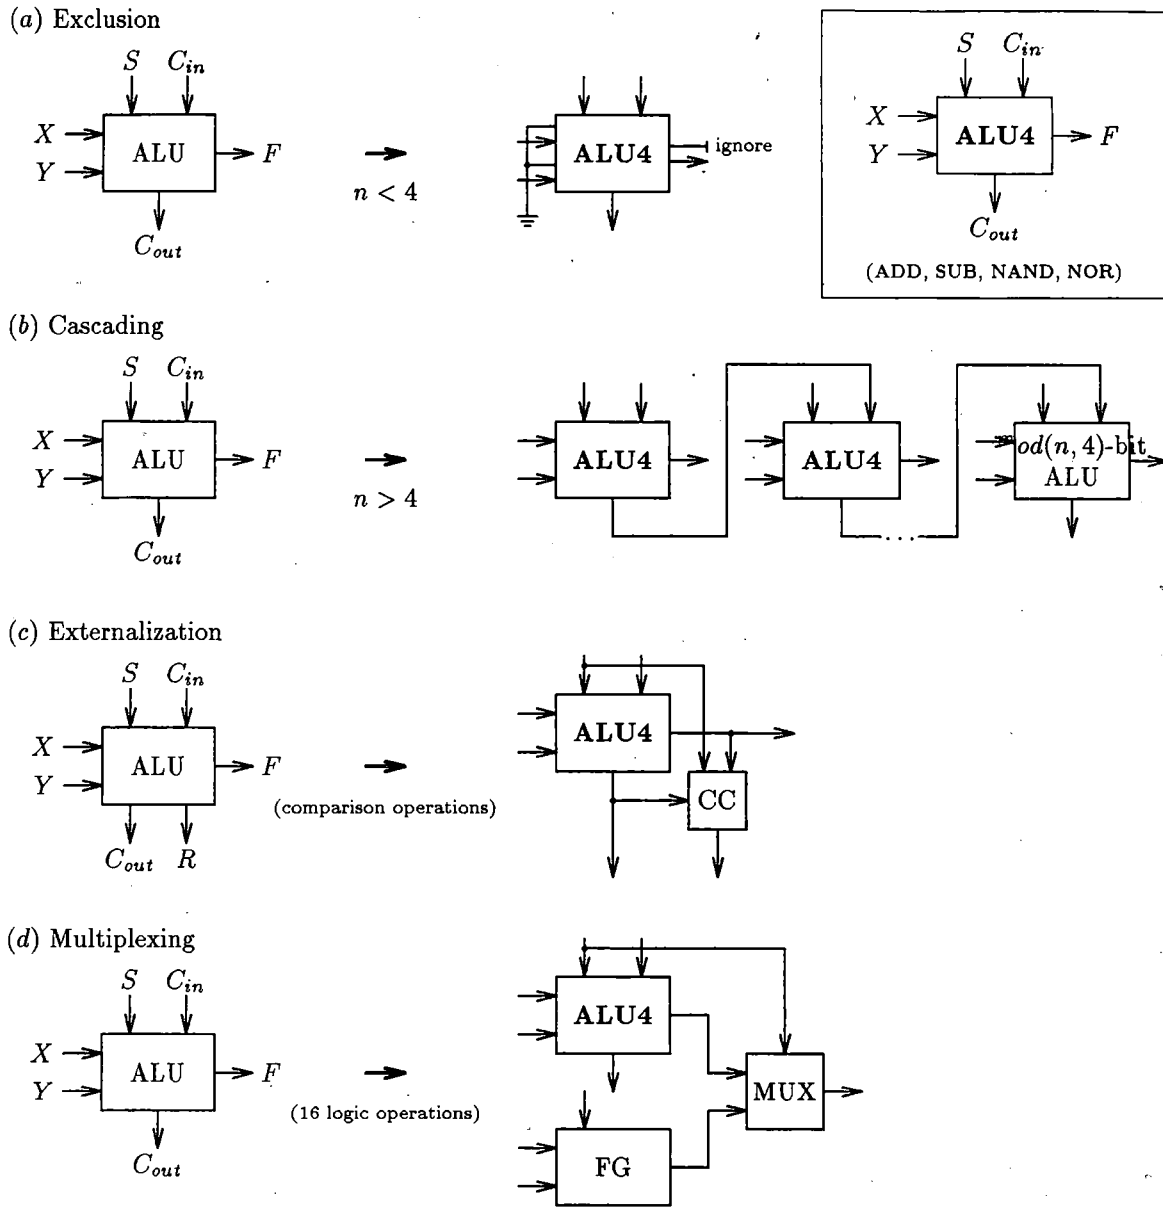 (a) Exclusion
S C_in
X
Y
ALU
F
C_out
n < 4
ALU4
ignore
S C_in
X
Y
ALU4
F
C_out
(ADD, SUB, NAND, NOR)
(b) Cascading
S C_in
X
Y
ALU
F
C_out
n > 4
ALU4
ALU4
...
mod(n, 4)-bit
ALU
(c) Externalization
S C_in
X
Y
ALU
F
C_out R
(comparison operations)
ALU4
CC
(d) Multiplexing
S C_in
X
Y
ALU
F
C_out
(16 logic operations)
ALU4
MUX
FG